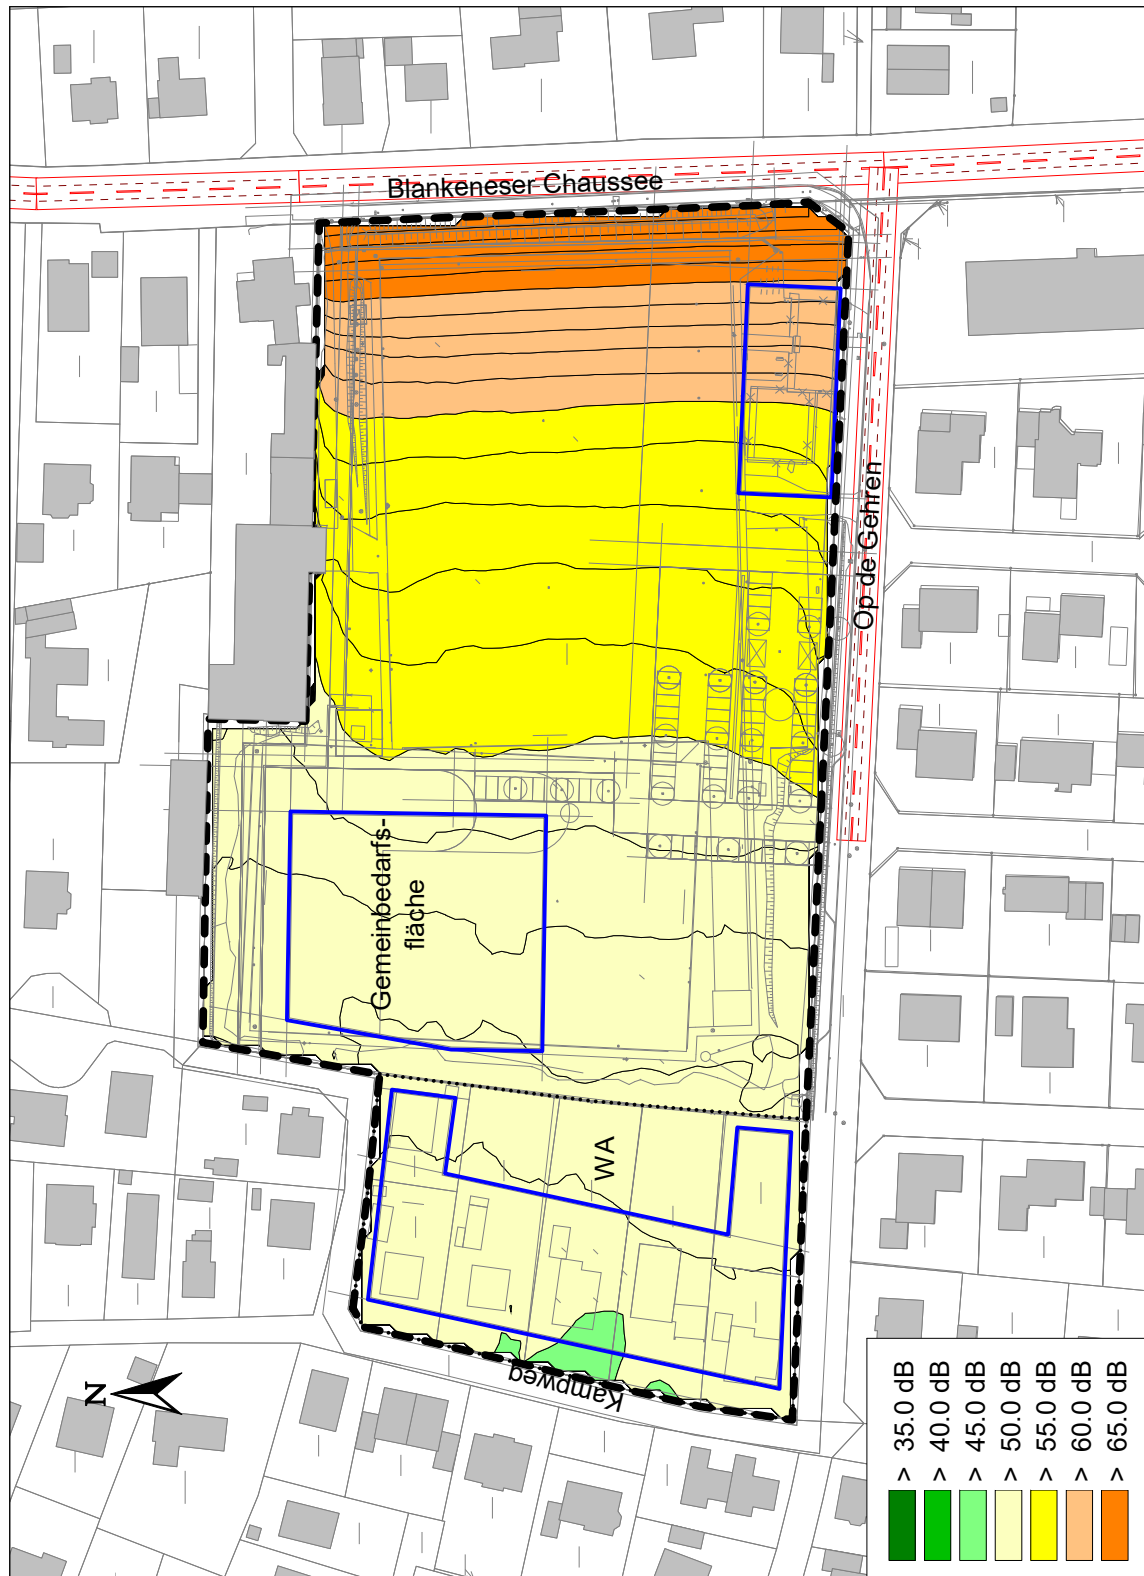 Blankeneser Chaussee
Op de Gehren
Gemeinbedarfs-
fläche
WA
Kampweg
N
> 35.0 dB
> 40.0 dB
> 45.0 dB
> 50.0 dB
> 55.0 dB
> 60.0 dB
> 65.0 dB